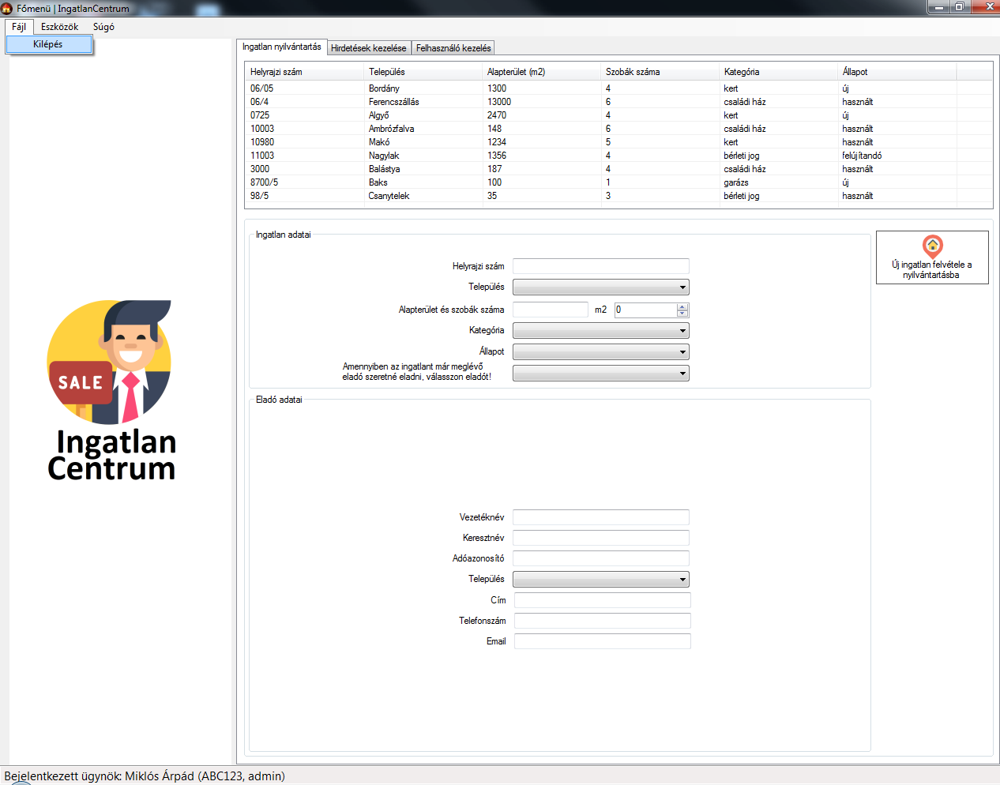 Főmenü | IngatlanCentrum
Fájl Eszközök Súgó
Kilépés
Ingatlan nyilvántartás Hirdetések kezelése Felhasználó kezelés
Helyrajzi szám Település Alapterület (m2) Szobák száma Kategória Állapot
06/05 Bordány 1300 4 kert új
06/4 Ferencszállás 13000 6 családi ház használt
0725 Algyő 2470 4 kert új
10003 Ambrózfalva 148 6 családi ház használt
10980 Makó 1234 5 kert használt
11003 Nagylak 1356 4 bérleti jog felújítandó
3000 Balástya 187 4 családi ház használt
8700/5 Baks 100 1 garázs új
98/5 Csanytelek 35 3 bérleti jog használt
Ingatlan adatai
Helyrajzi szám
Település
Alapterület és szobák száma m2 0
Kategória
Állapot
Amennyiben az ingatlant már meglévő
eladó szeretné eladni, válasszon eladót!
Új ingatlan felvétele a
nyilvántartásba
SALE
Ingatlan
Centrum
Eladó adatai
Vezetéknév
Keresztnév
Adóazonosító
Település
Cím
Telefonszám
Email
Bejelentkezett ügynök: Miklós Árpád (ABC123, admin)